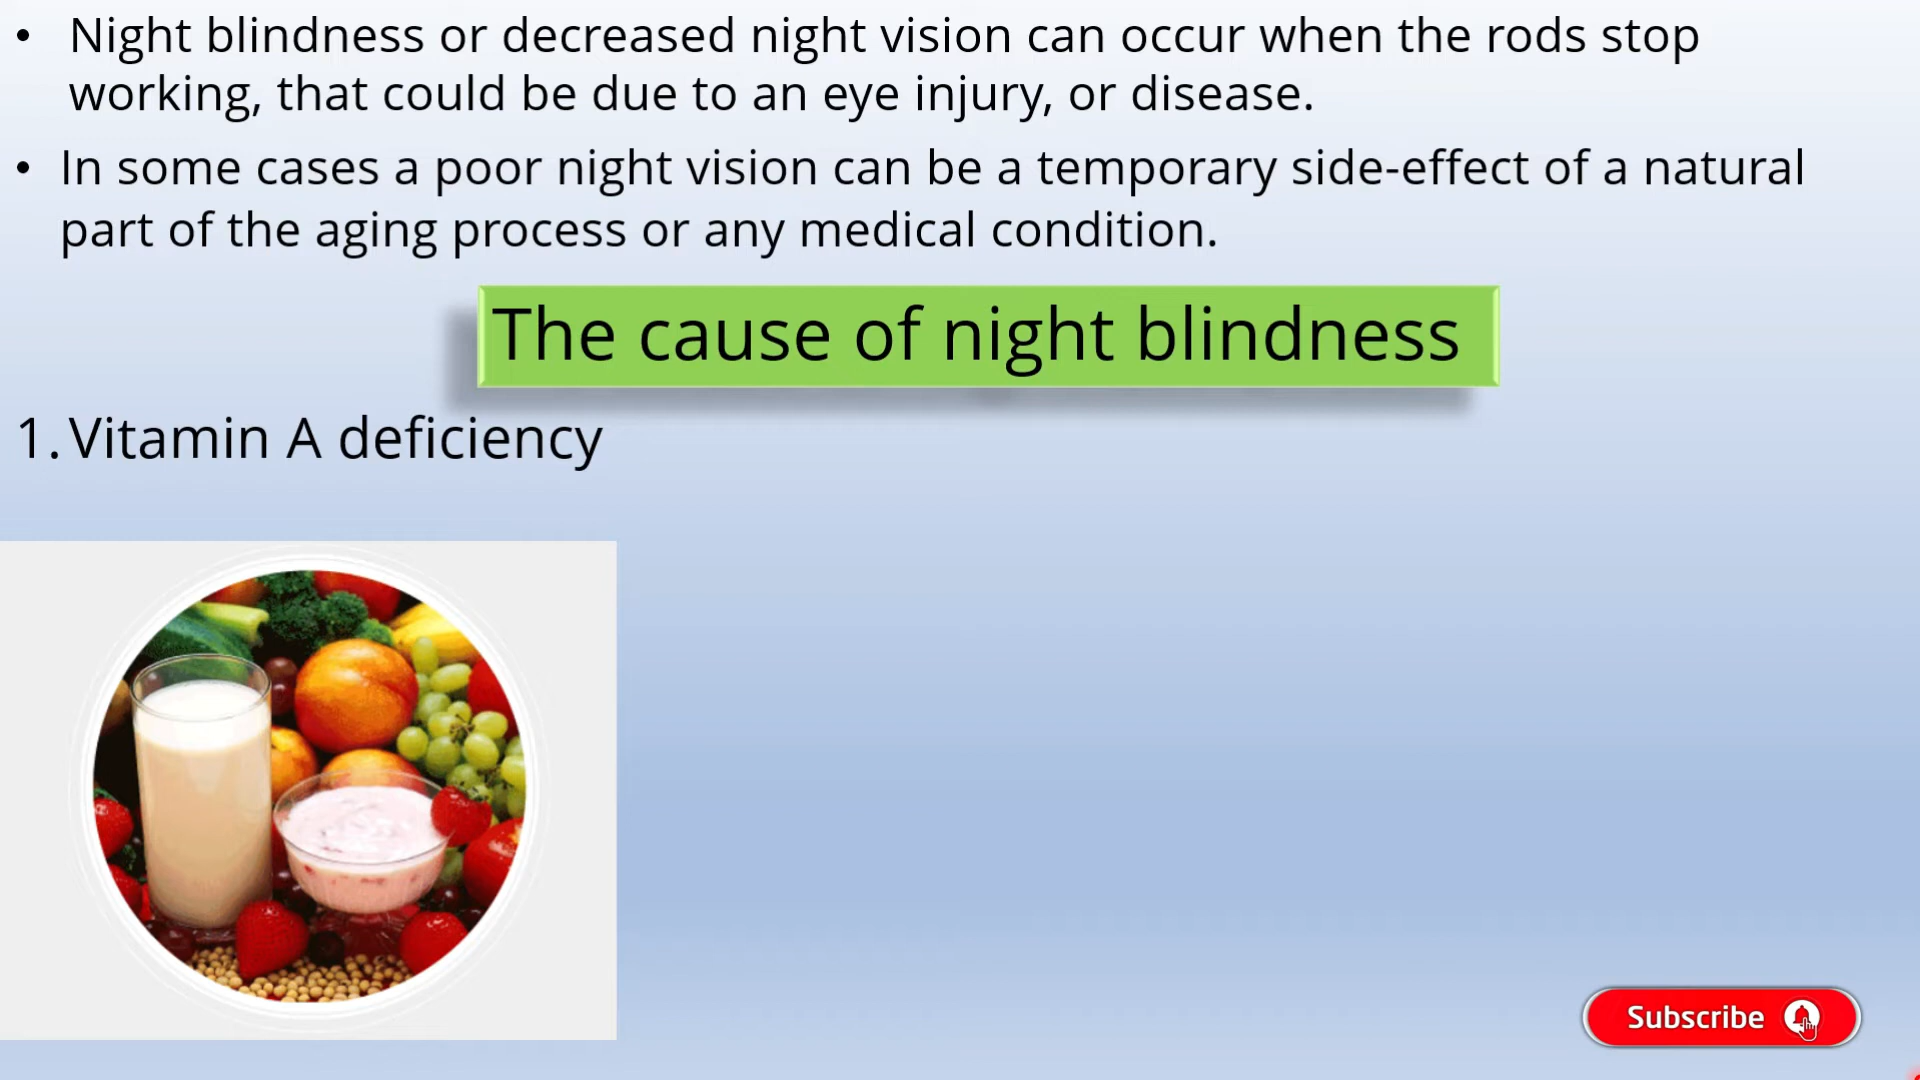 • Night blindness or decreased night vision can occur when the rods stop
working, that could be due to an eye injury, or disease.
• In some cases a poor night vision can be a temporary side-effect of a natural
part of the aging process or any medical condition.
The cause of night blindness
1. Vitamin A deficiency
Subscribe